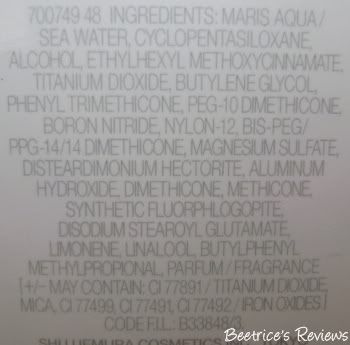 700749 48. INGREDIENTS: MARIS AQUA /
SEA WATER, CYCLOPENTASILOXANE,
ALCOHOL, ETHYLHEXYL METHOXYCINNAMATE,
TITANIUM DIOXIDE, BUTYLENE GLYCOL,
PHENYL TRIMETHICONE, PEG-10 DIMETHICONE,
BORON NITRIDE, NYLON-12, BIS-PEG/
PPG-14/14 DIMETHICONE, MAGNESIUM SULFATE,
DISTEARDIMONIUM HECTORITE, ALUMINUM
HYDROXIDE, DIMETHICONE, METHICONE,
SYNTHETIC FLUORPHLOGOPITE,
DISODIUM STEAROYL GLUTAMATE,
LIMONENE, LINALOOL, BUTYLPHENYL
METHYLPROPIONAL, PARFUM / FRAGRANCE
[+/- MAY CONTAIN: CI 77891 / TITANIUM DIOXIDE,
MICA, CI 77499, CI 77491, CI 77492 / IRON OXIDES ]
CODE F.I.L.: B33848/3
SHU UEMURA COSMETICS
Beetrice's Reviews